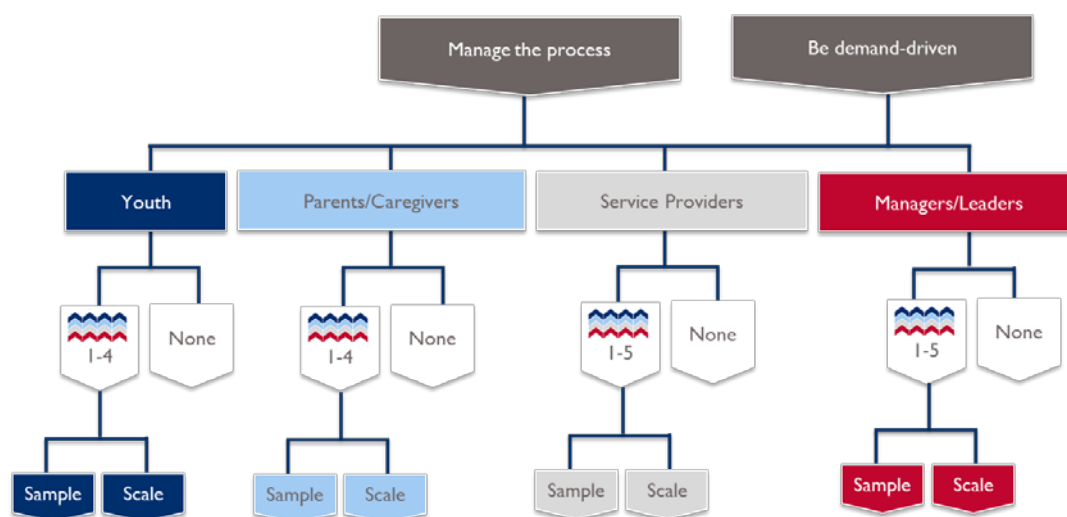 Manage the process
Be demand-driven
Youth
Parents/Caregivers
Service Providers
Managers/Leaders
1-4
None
1-4
None
1-5
None
1-5
None
Sample
Scale
Sample
Scale
Sample
Scale
Sample
Scale